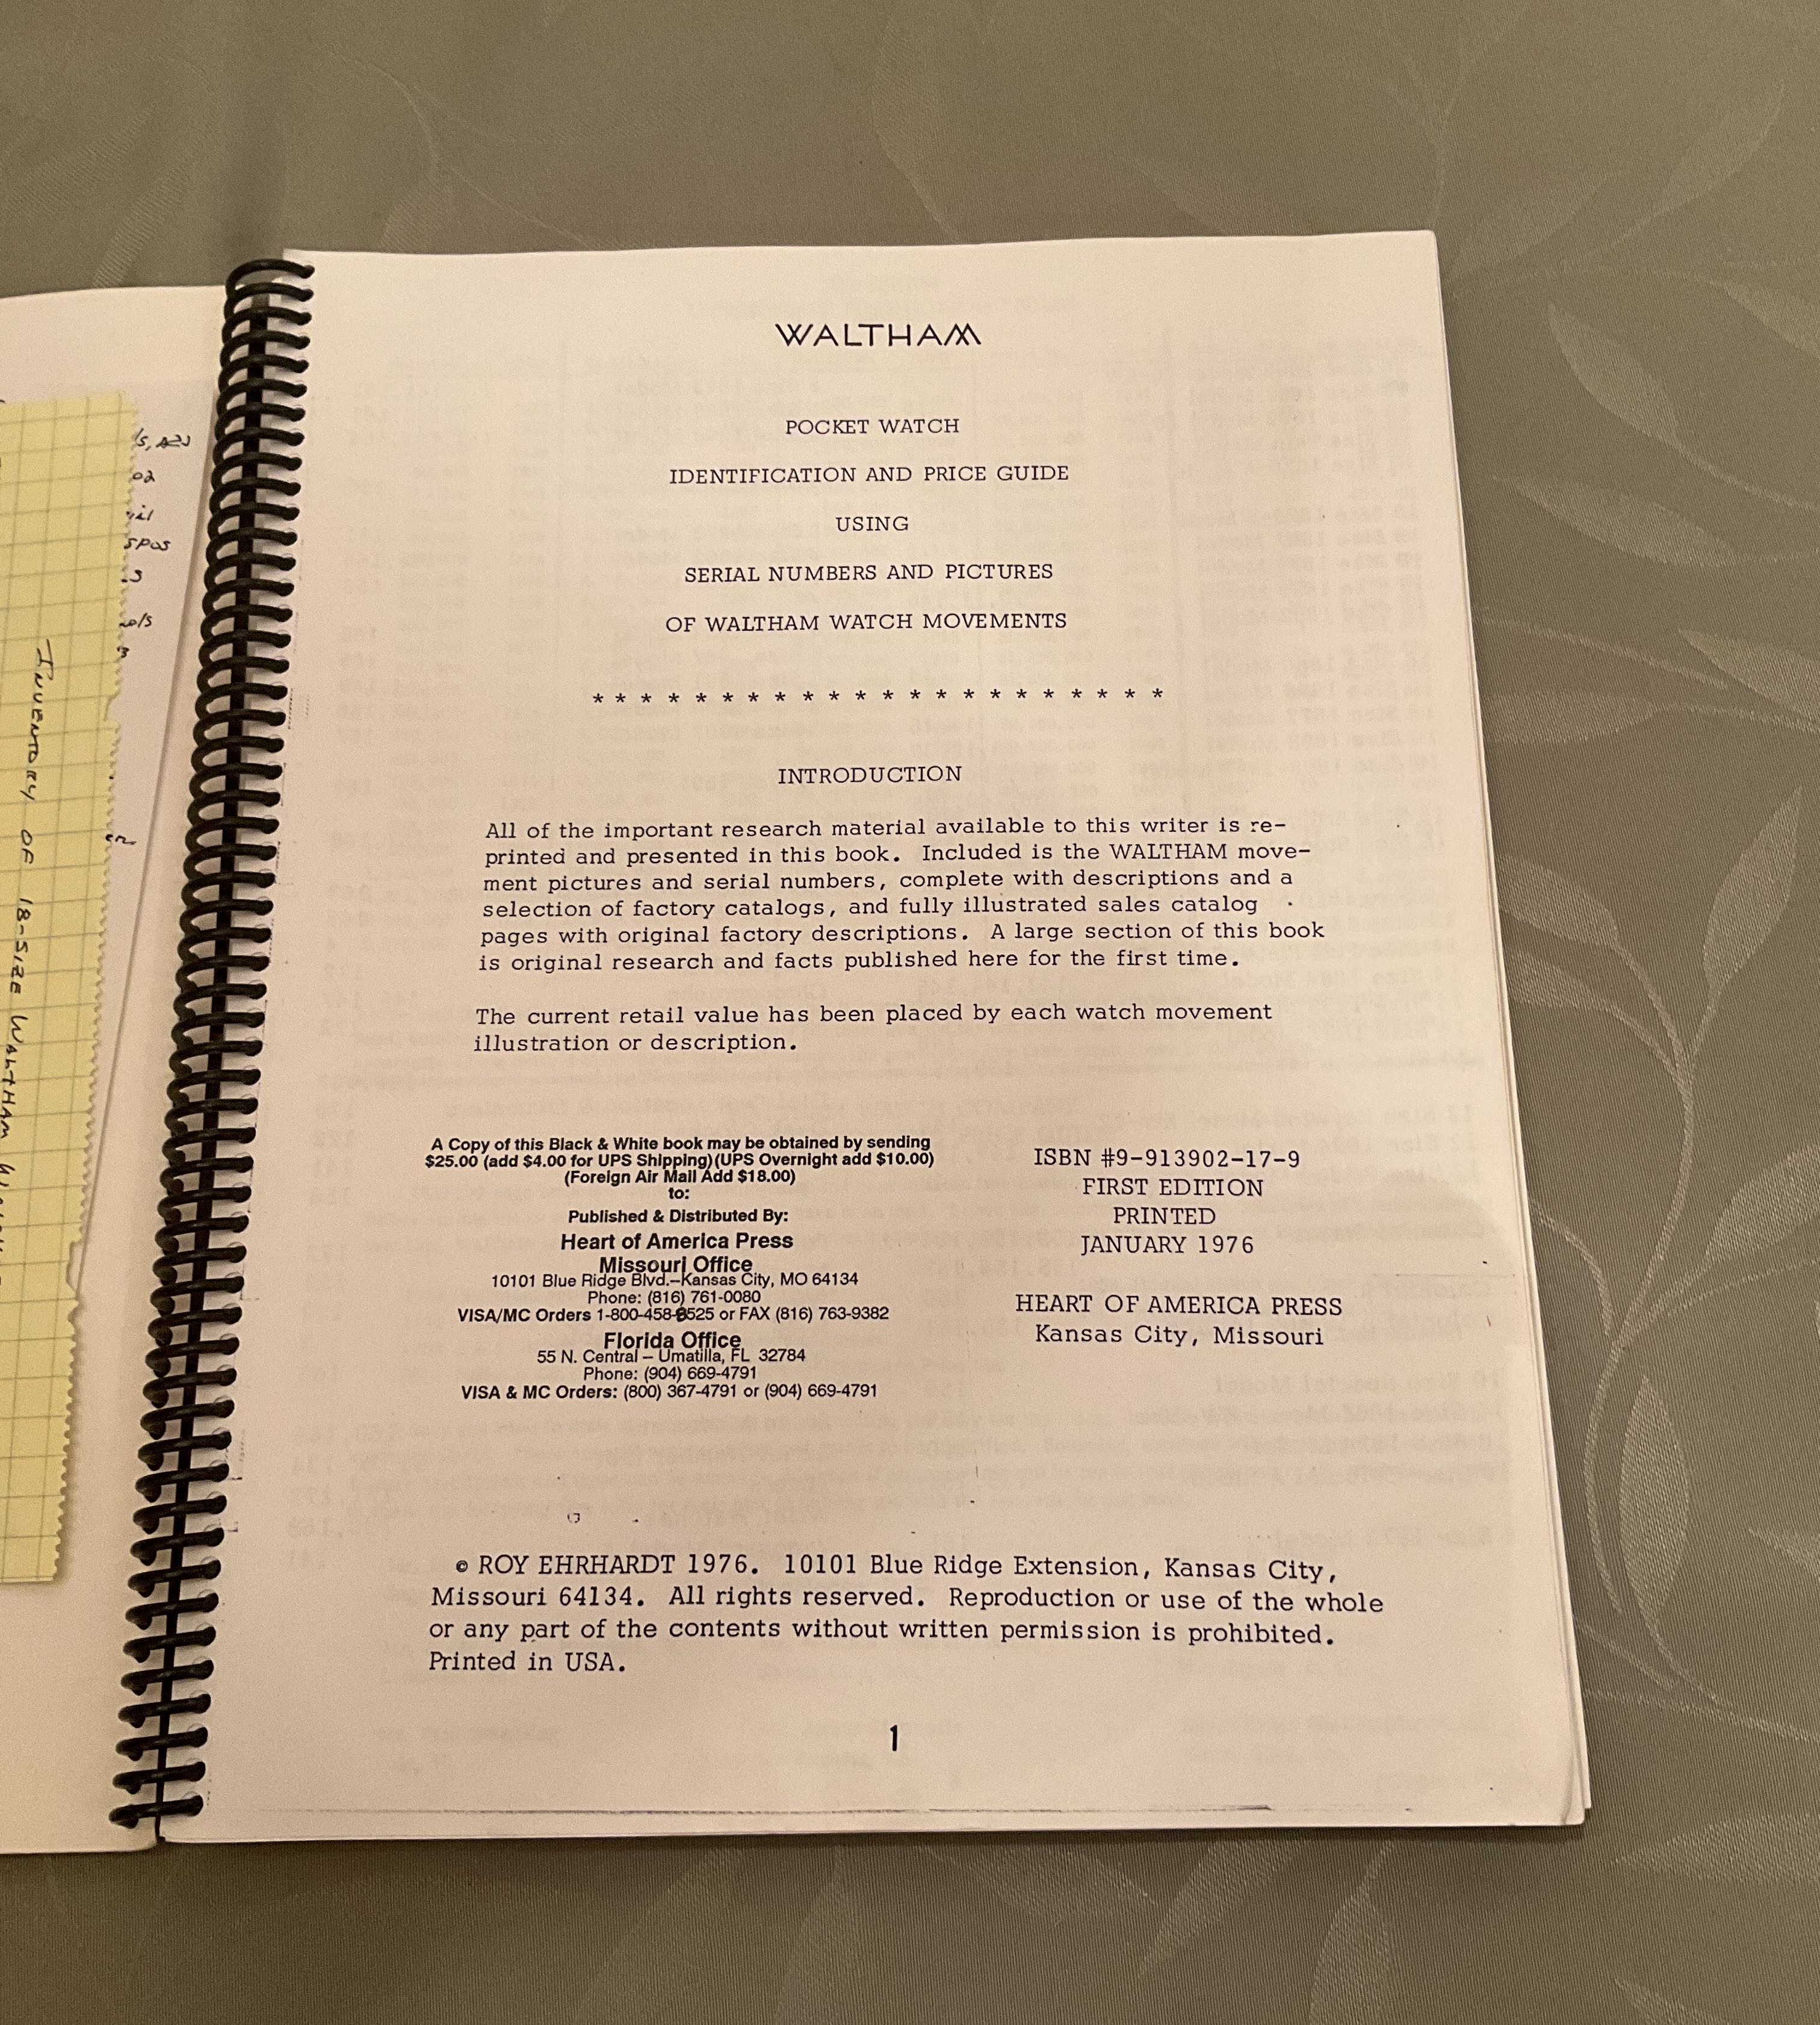 INVENTORY OF 18-SIZE WALTHAM
WALTHAM
POCKET WATCH
IDENTIFICATION AND PRICE GUIDE
USING
SERIAL NUMBERS AND PICTURES
OF WALTHAM WATCH MOVEMENTS
* * * * * * * * * * * * * * * * * * * * * *
INTRODUCTION
All of the important research material available to this writer is re-
printed and presented in this book. Included is the WALTHAM move-
ment pictures and serial numbers, complete with descriptions and a
selection of factory catalogs, and fully illustrated sales catalog
pages with original factory descriptions. A large section of this book
is original research and facts published here for the first time.
The current retail value has been placed by each watch movement
illustration or description.
A Copy of this Black & White book may be obtained by sending
$25.00 (add $4.00 for UPS Shipping)(UPS Overnight add $10.00)
(Foreign Air Mail Add $18.00)
to:
Published & Distributed By:
Heart of America Press
Missouri Office
10101 Blue Ridge Blvd.–Kansas City, MO 64134
Phone: (816) 761-0080
VISA/MC Orders 1-800-458-8525 or FAX (816) 763-9382
Florida Office
55 N. Central – Umatilla, FL 32784
Phone: (904) 669-4791
VISA & MC Orders: (800) 367-4791 or (904) 669-4791
ISBN #9-913902-17-9
FIRST EDITION
PRINTED
JANUARY 1976
HEART OF AMERICA PRESS
Kansas City, Missouri
© ROY EHRHARDT 1976. 10101 Blue Ridge Extension, Kansas City,
Missouri 64134. All rights reserved. Reproduction or use of the whole
or any part of the contents without written permission is prohibited.
Printed in USA.
1